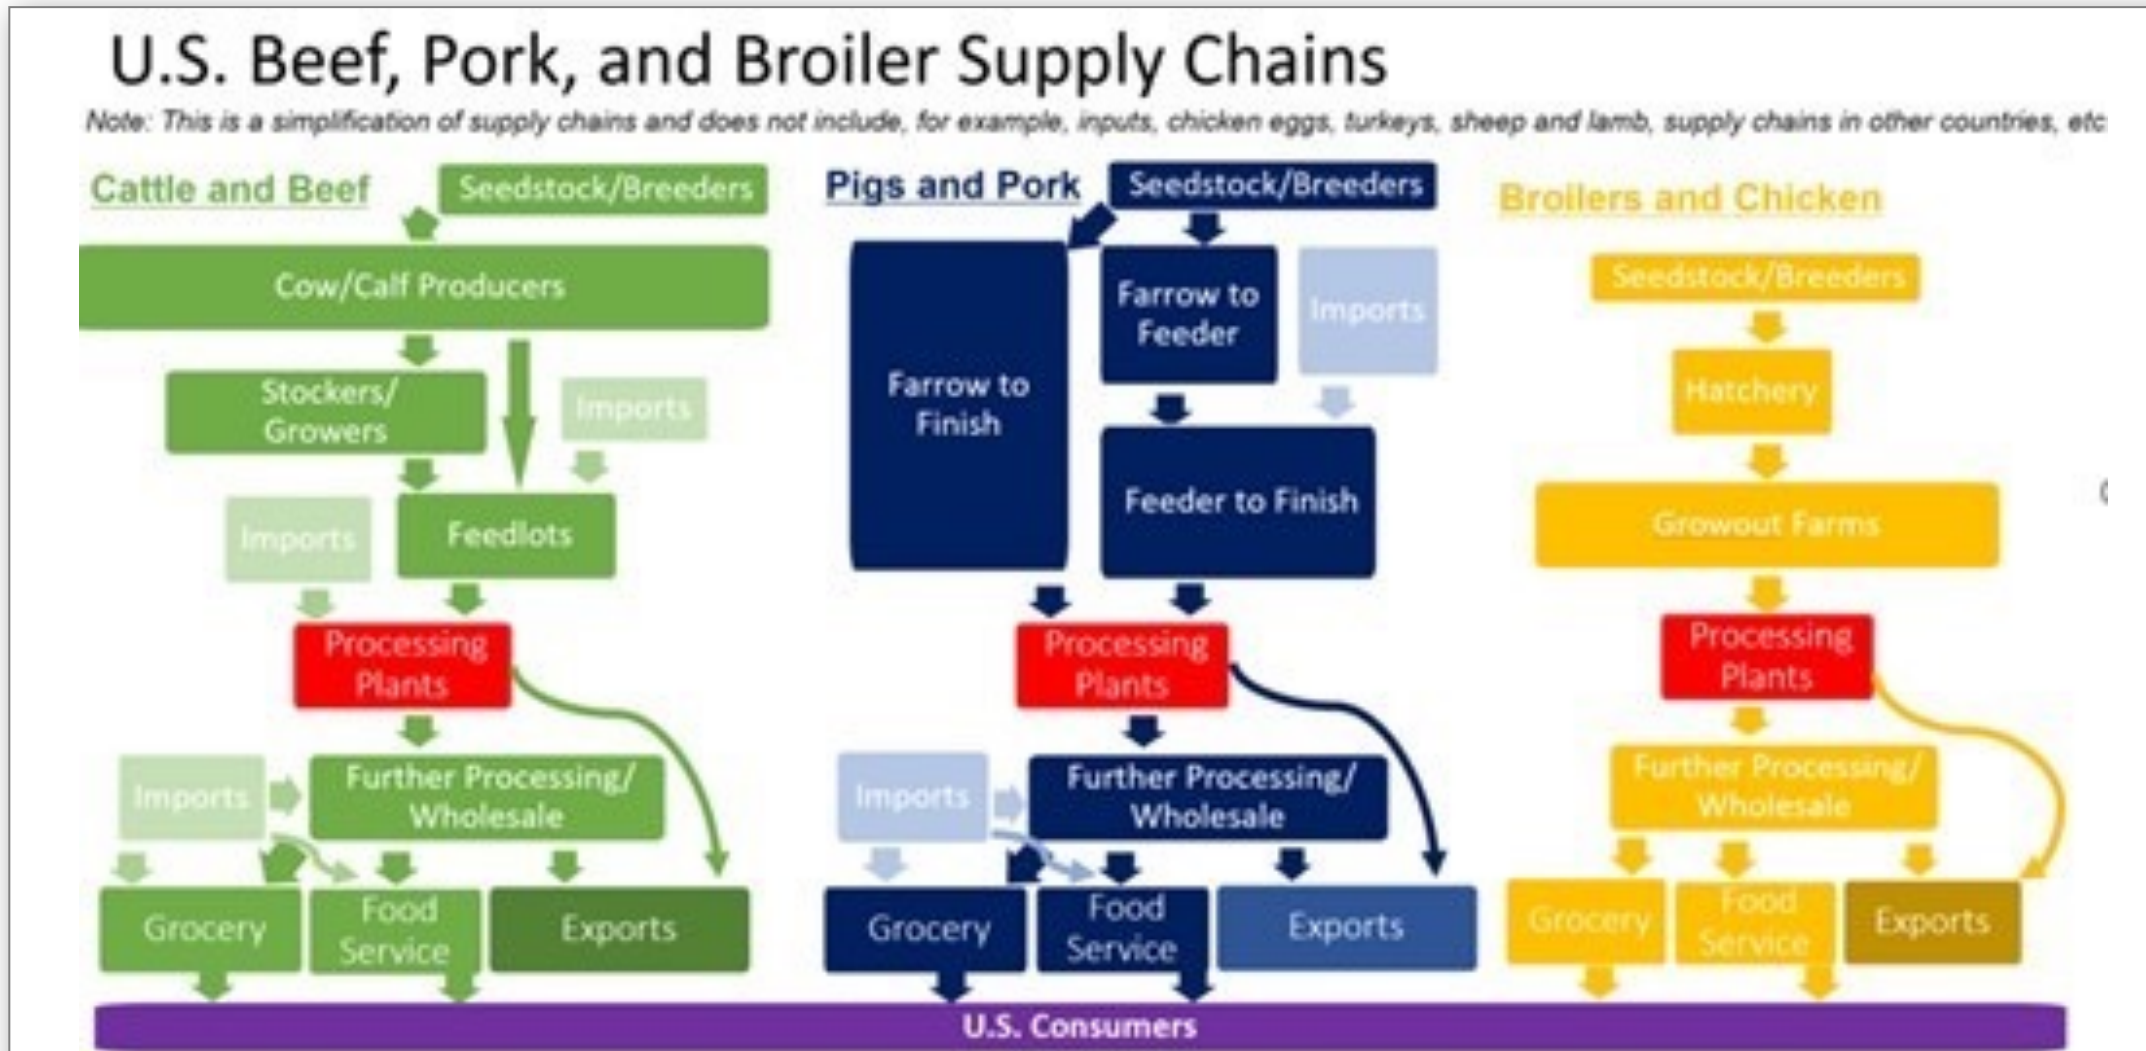 U.S. Beef, Pork, and Broiler Supply Chains
Note: This is a simplification of supply chains and does not include, for example, inputs, chicken eggs, turkeys, sheep and lamb, supply chains in other countries, etc
Cattle and Beef
Seedstock/Breeders
Cow/Calf Producers
Stockers/
Growers
Imports
Imports
Feedlots
Processing
Plants
Imports
Further Processing/
Wholesale
Grocery
Food
Service
Exports
Pigs and Pork
Seedstock/Breeders
Farrow to
Finish
Farrow to
Feeder
Imports
Feeder to Finish
Processing
Plants
Imports
Further Processing/
Wholesale
Grocery
Food
Service
Exports
Broilers and Chicken
Seedstock/Breeders
Hatchery
Growout Farms
Processing
Plants
Further Processing/
Wholesale
Grocery
Food
Service
Exports
U.S. Consumers